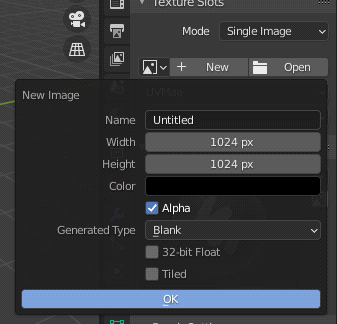 Texture Slots
Mode Single Image
New Open
New Image
UVMap
Name Untitled
Width 1024 px
Height 1024 px
Color
Alpha
Generated Type Blank
32-bit Float
Tiled
OK